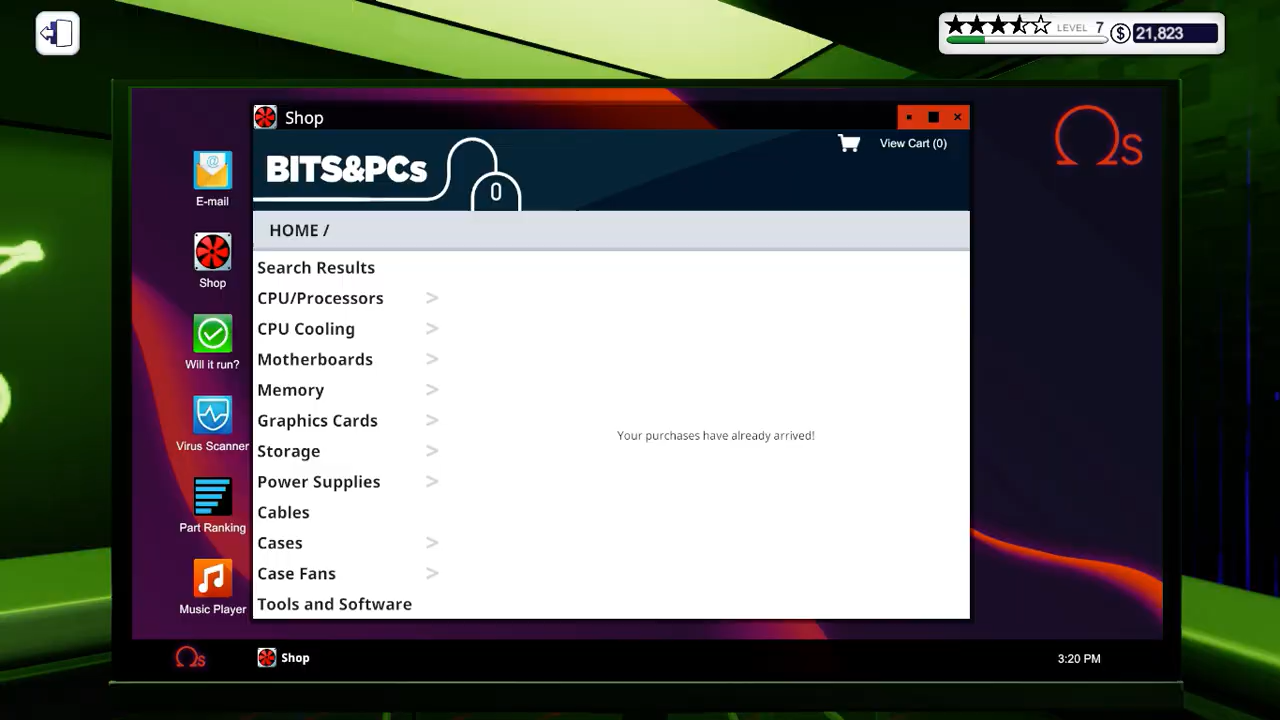 LEVEL 7
$ 21,823
Shop
BITS&PCs
View Cart (0)
HOME /
Search Results
CPU/Processors >
CPU Cooling >
Motherboards >
Memory >
Graphics Cards >
Storage >
Power Supplies >
Cables
Cases >
Case Fans >
Tools and Software
Your purchases have already arrived!
E-mail
Shop
Will it run?
Virus Scanner
Part Ranking
Music Player
Ωs
Ωs
Shop
3:20 PM